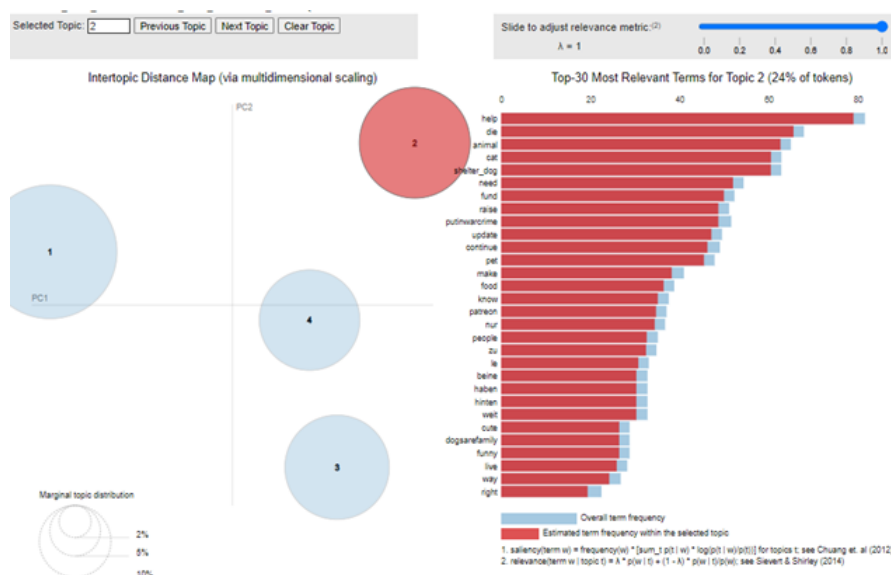 Selected Topic: 2 Previous Topic Next Topic Clear Topic
Slide to adjust relevance metric:(2)
λ = 1
0.0 0.2 0.4 0.6 0.8 1.0
Intertopic Distance Map (via multidimensional scaling)
PC2
PC1
1
2
3
4
Marginal topic distribution
2%
5%
10%
Top-30 Most Relevant Terms for Topic 2 (24% of tokens)
0 20 40 60 80
help
die
animal
cat
shelter_dog
need
fund
raise
putinwarcrime
update
continue
pet
make
food
know
patreon
nur
people
zu
le
beine
haben
hinten
weit
cute
dogsarefamily
funny
live
way
right
Overall term frequency
Estimated term frequency within the selected topic
1. saliency(term w) = frequency(w) * [sum_t p(t | w) * log(p(t | w)/p(t))] for topics t; see Chuang et. al (2012)
2. relevance(term w | topic t) = λ * p(w | t) + (1 - λ) * p(w | t)/p(w); see Sievert & Shirley (2014)